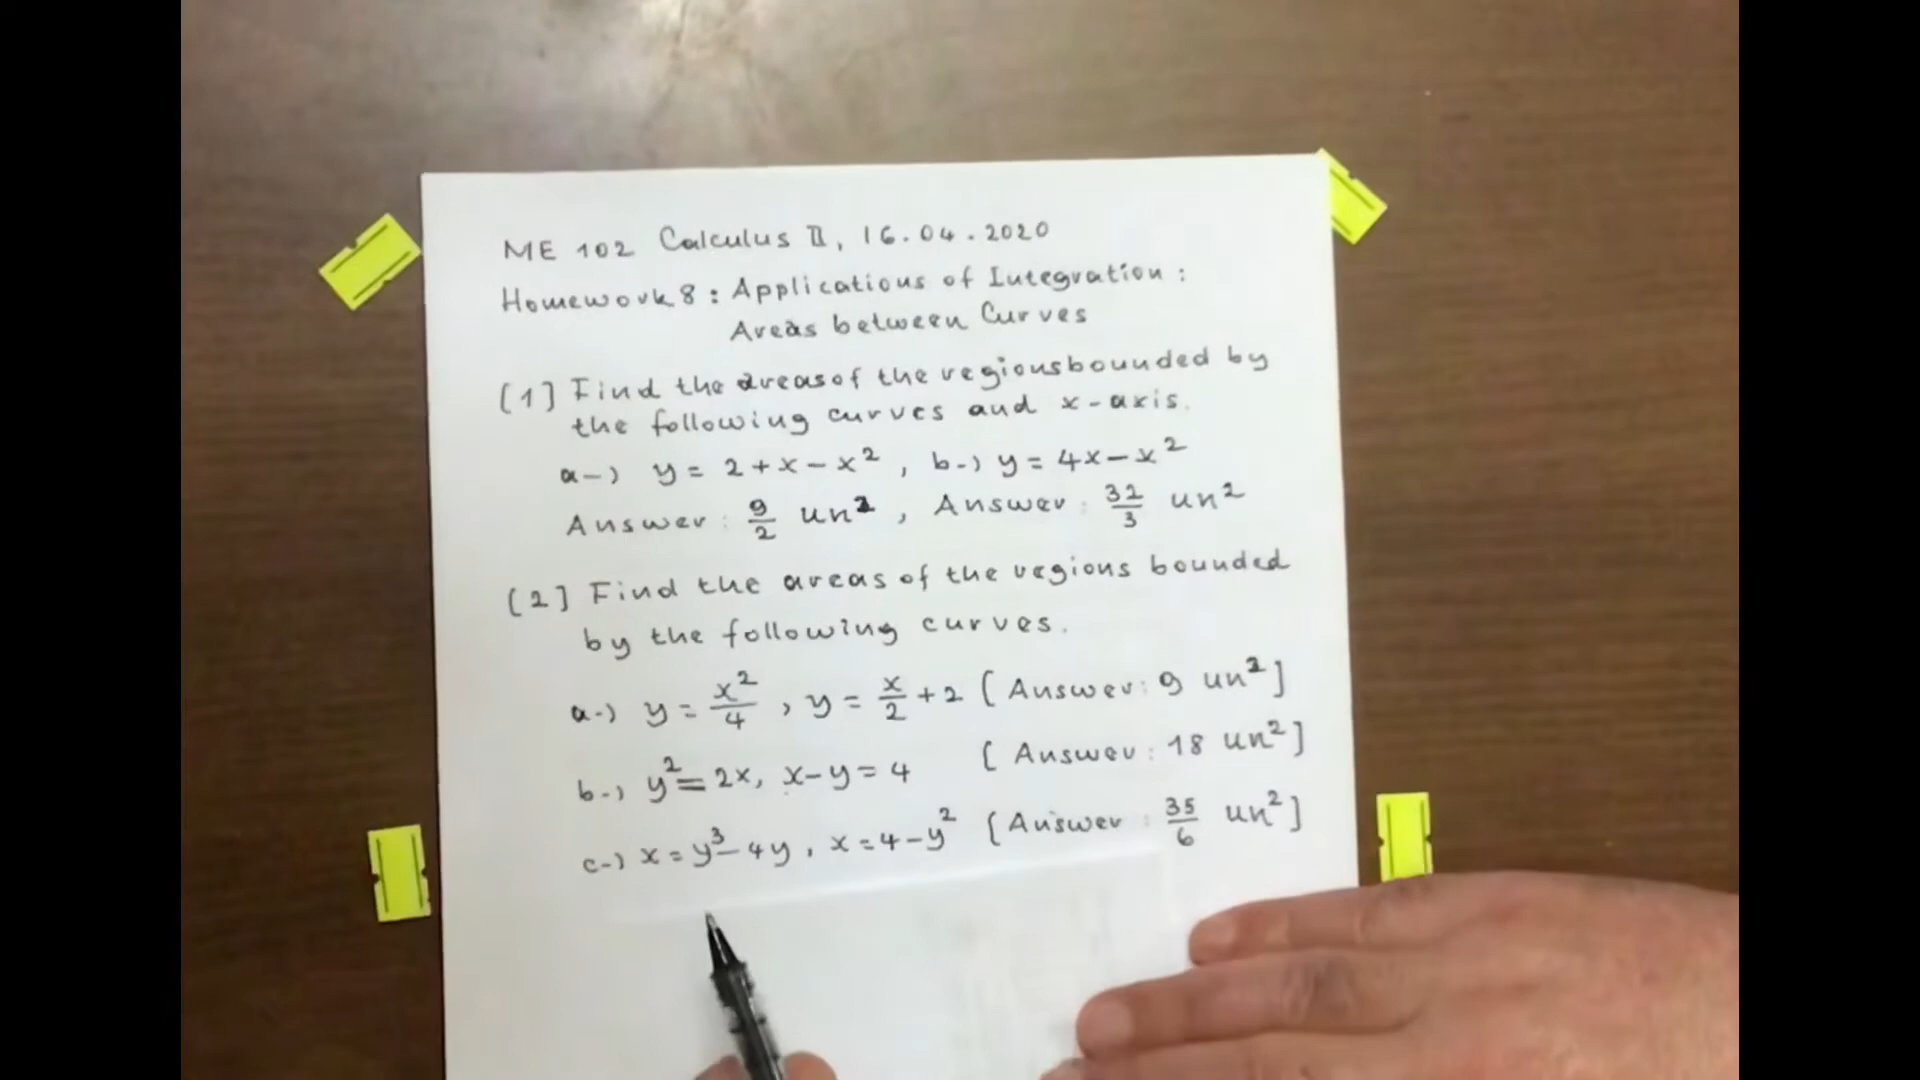 ME 102 Calculus II, 16.04.2020
Homework 8: Applications of Integration:
Areas between Curves
[1] Find the areas of the regions bounded by
the following curves and x-axis.
a-) y = 2+x-x², b-) y = 4x-x²
Answer: 9/2 un², Answer: 32/3 un²
[2] Find the areas of the regions bounded
by the following curves.
a-) y = x²/4, y = x/2 + 2 [Answer: 9 un²]
b-) y² = 2x, x-y = 4 [Answer: 18 un²]
c-) x = y³-4y, x = 4-y² [Answer: 35/6 un²]